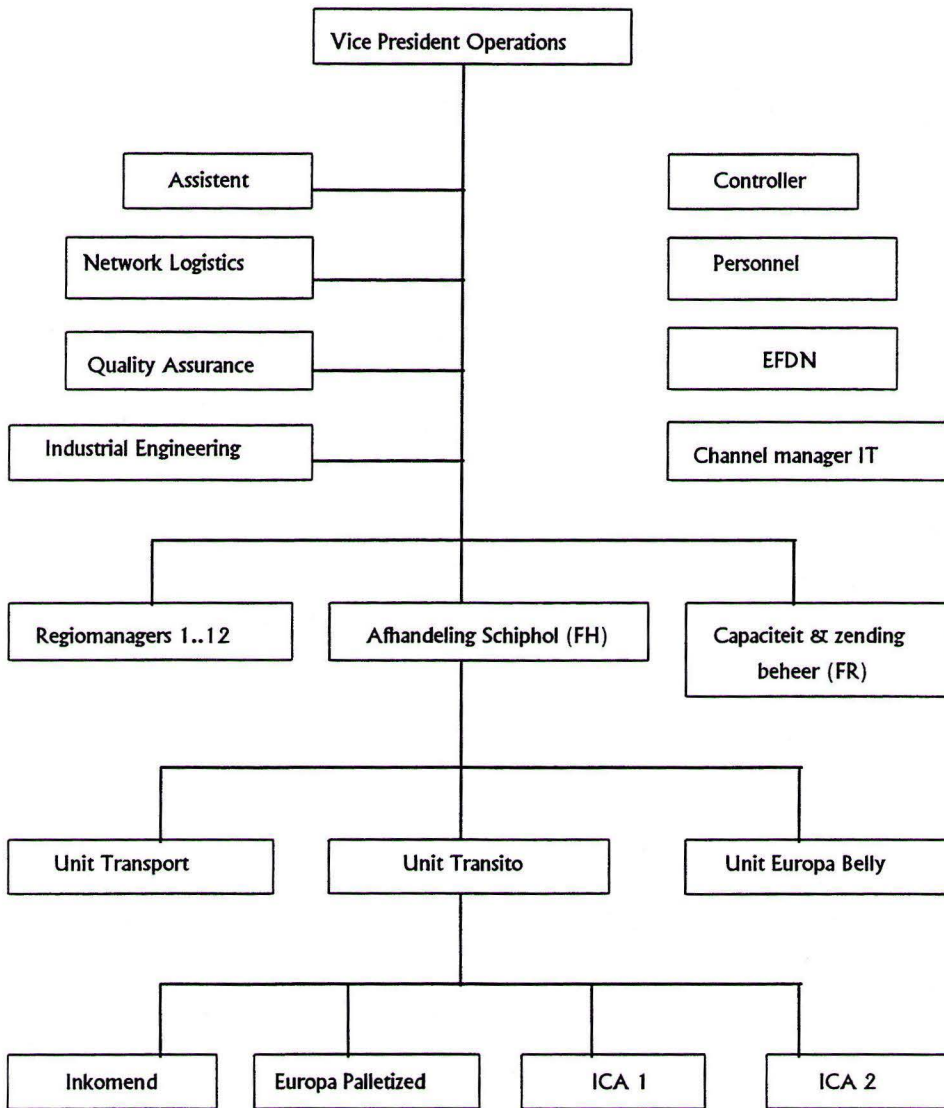 Vice President Operations
Assistent
Controller
Network Logistics
Personnel
Quality Assurance
EFDN
Industrial Engineering
Channel manager IT
Regiomanagers 1..12
Afhandeling Schiphol (FH)
Capaciteit & zending
beheer (FR)
Unit Transport
Unit Transito
Unit Europa Belly
Inkomend
Europa Palletized
ICA 1
ICA 2